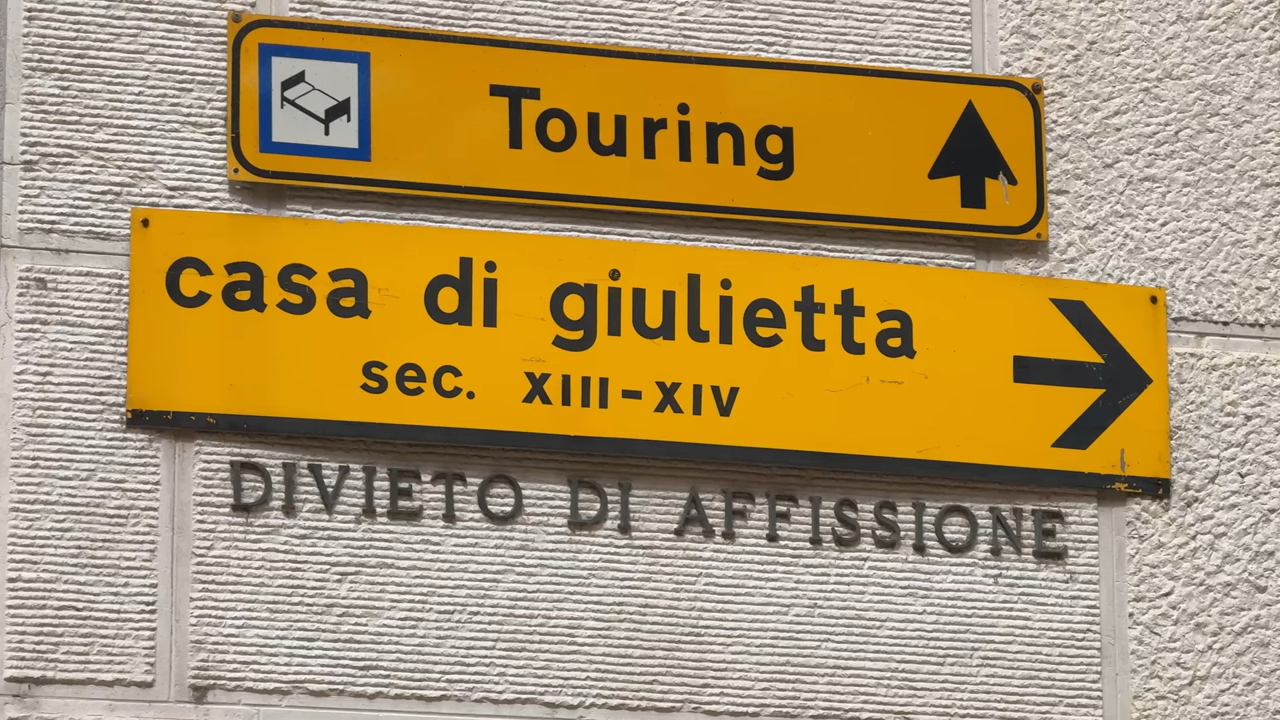 Touring
casa di giulietta
sec. XIII-XIV
DIVIETO DI AFFISSIONE